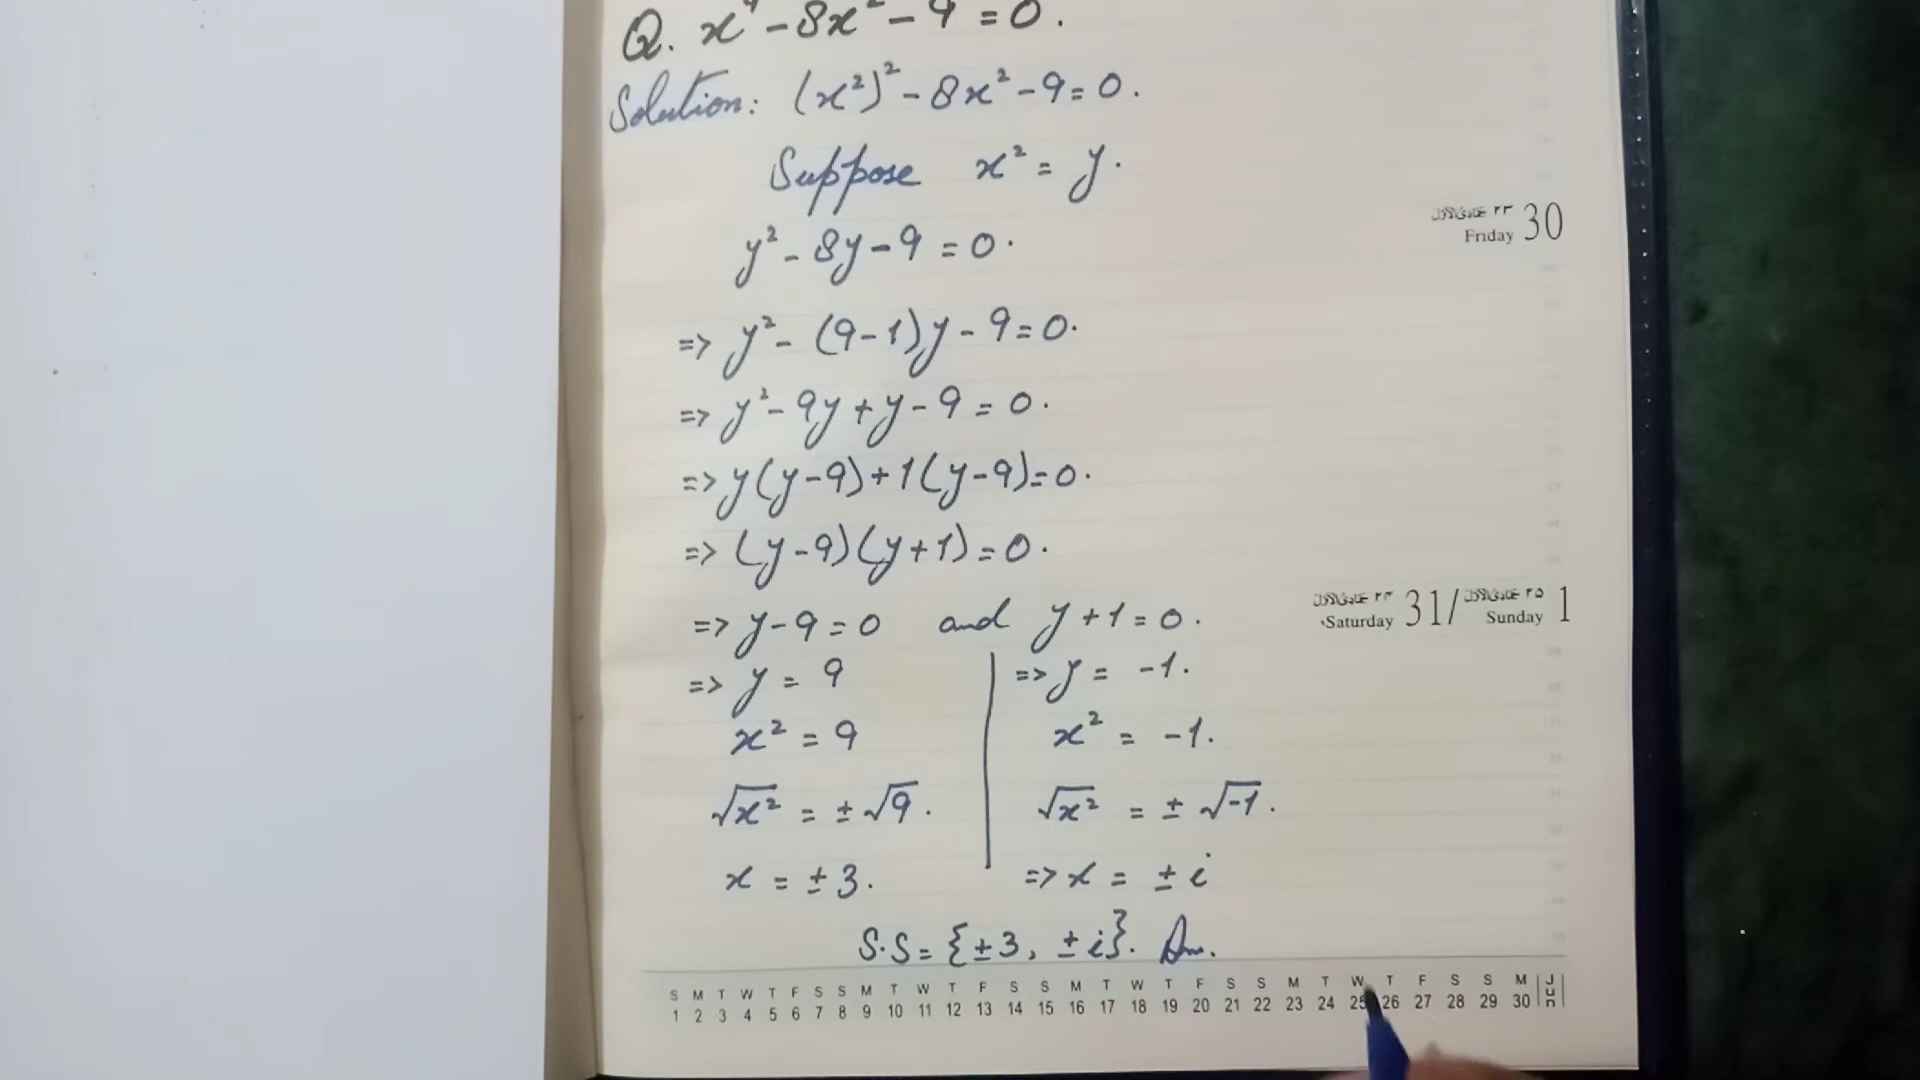 Q. x⁴ - 8x² - 9 = 0.
Solution: (x²)² - 8x² - 9 = 0.
Suppose x² = y.
y² - 8y - 9 = 0.
Friday 30
=> y² - (9-1)y - 9 = 0.
=> y² - 9y + y - 9 = 0.
=> y(y-9) + 1(y-9) = 0.
=> (y-9)(y+1) = 0.
=> y - 9 = 0 and y + 1 = 0.
Saturday 31/ Sunday 1
=> y = 9 | => y = -1.
x² = 9 | x² = -1.
√x² = ± √9. | √x² = ± √-1.
x = ± 3. | => x = ± i
S.S = {±3, ±i}. Ans.
S M T W T F S S M T W T F S S M T W T F S S M T W T F S S M Jun
1 2 3 4 5 6 7 8 9 10 11 12 13 14 15 16 17 18 19 20 21 22 23 24 25 26 27 28 29 30